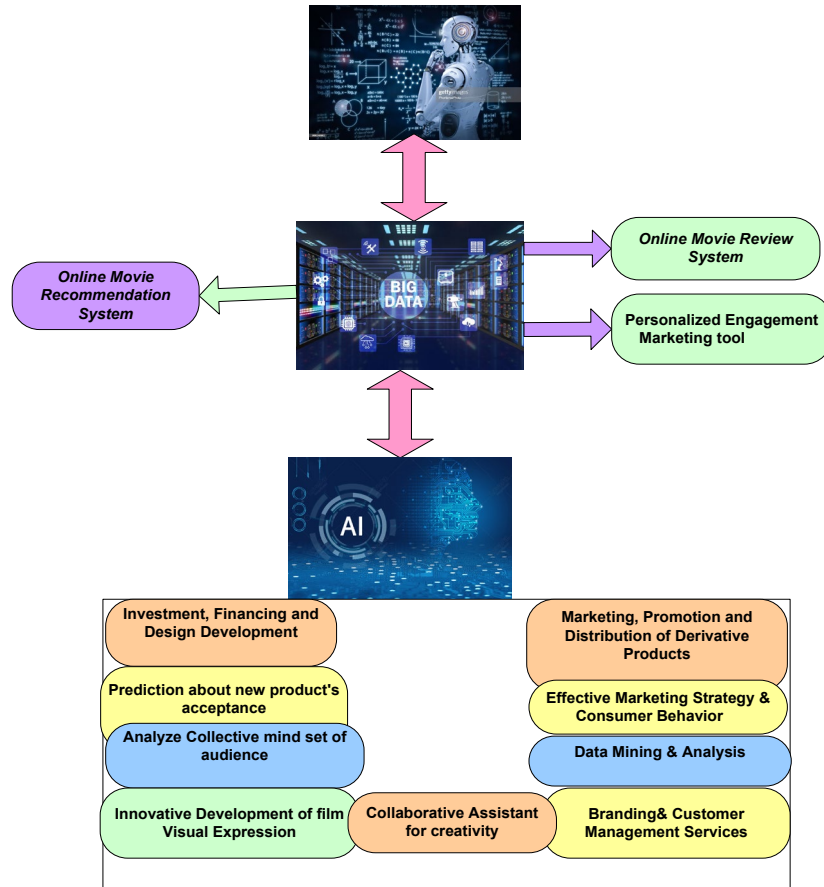 gettyimages
Online Movie Review
System
Online Movie
Recommendation
System
BIG
DATA
Personalized Engagement
Marketing tool
AI
Investment, Financing and
Design Development
Marketing, Promotion and
Distribution of Derivative
Products
Prediction about new product's
acceptance
Effective Marketing Strategy &
Consumer Behavior
Analyze Collective mind set of
audience
Data Mining & Analysis
Innovative Development of film
Visual Expression
Collaborative Assistant
for creativity
Branding& Customer
Management Services